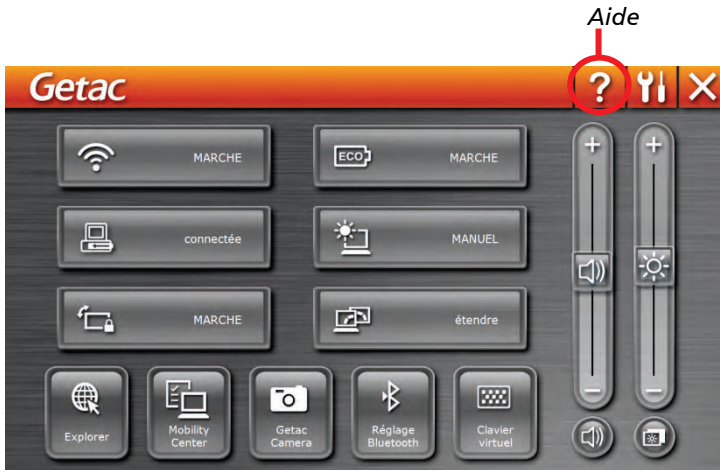 Aide
Getac
?
MARCHE
ECO
MARCHE
connectée
MANUEL
MARCHE
étendre
+
+
−
−
Explorer
Mobility
Center
Getac
Camera
Réglage
Bluetooth
Clavier
virtuel